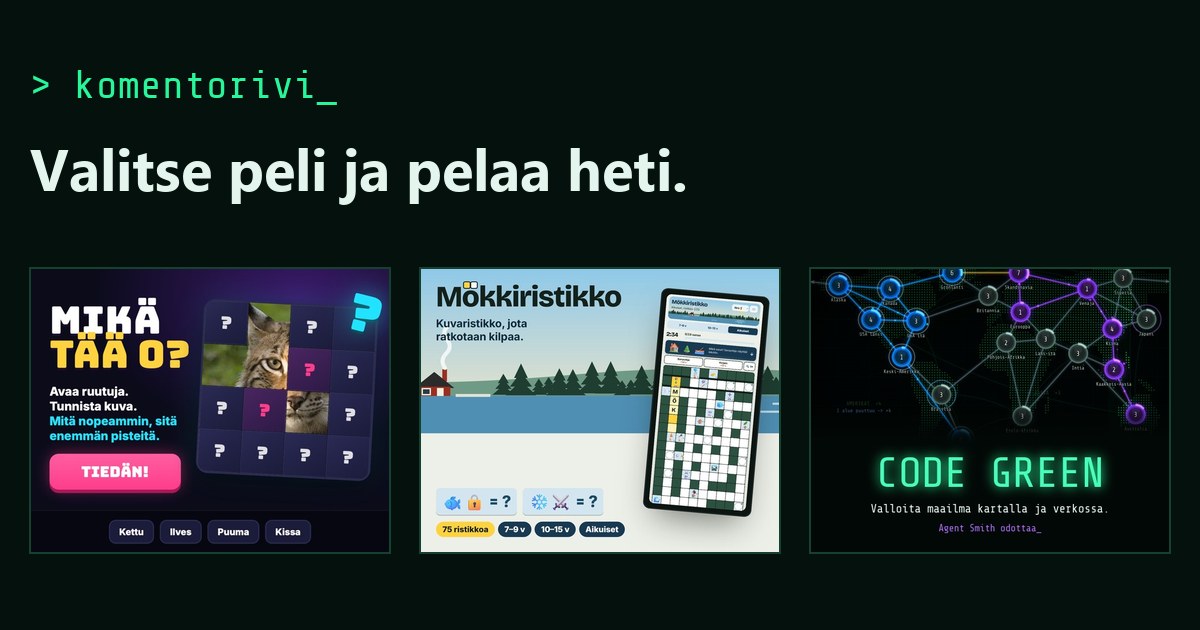 > komentorivi_
Valitse peli ja pelaa heti.
MIKÄ
TÄÄ O?
Avaa ruutuja.
Tunnista kuva.
Mitä nopeammin, sitä
enemmän pisteitä.
TIEDÄN!
Kettu
Ilves
Puuma
Kissa
Mökkiristikko
Kuvaristikko, jota
ratkotaan kilpaa.
= ?
= ?
75 ristikkoa
7–9 v
10–15 v
Aikuiset
CODE GREEN
Valloita maailma kartalla ja verkossa.
Agent Smith odottaa_